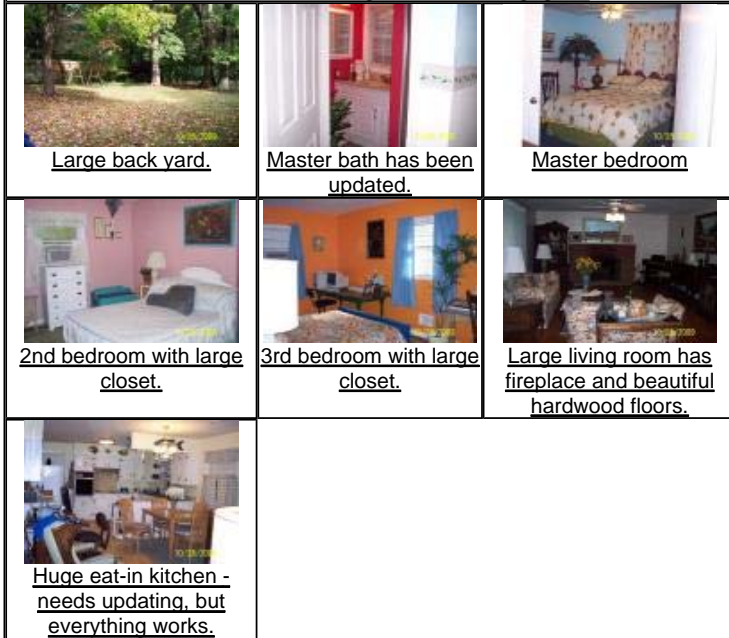 Large back yard.
Master bath has been
updated.
Master bedroom
2nd bedroom with large
closet.
3rd bedroom with large
closet.
Large living room has
fireplace and beautiful
hardwood floors.
Huge eat-in kitchen -
needs updating, but
everything works.